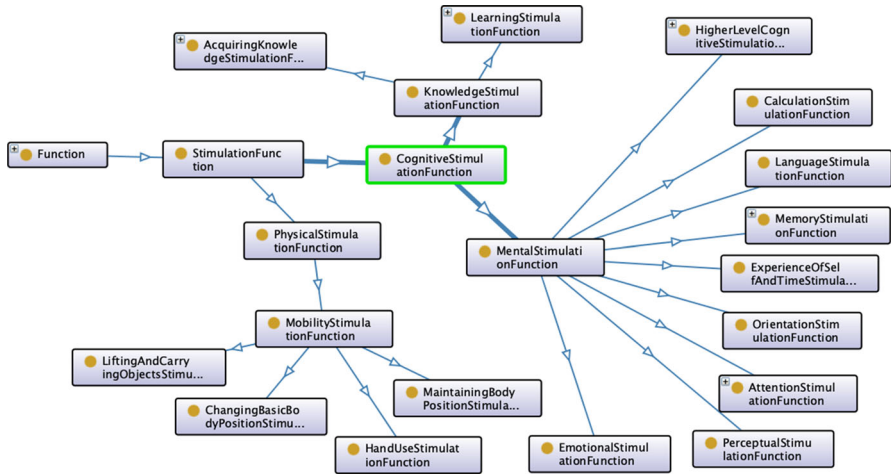 LearningStimula
tionFunction
AcquiringKnowle
dgeStimulationF...
HigherLevelCogn
itiveStimulatio...
KnowledgeStimul
ationFunction
CalculationStim
ulationFunction
Function
StimulationFunc
tion
CognitiveStimul
ationFunction
LanguageStimula
tionFunction
MemoryStimulati
onFunction
PhysicalStimula
tionFunction
MentalStimulati
onFunction
ExperienceOfSel
fAndTimeStimula...
MobilityStimula
tionFunction
OrientationStim
ulationFunction
LiftingAndCarry
ingObjectsStimu...
MaintainingBody
PositionStimula...
AttentionStimul
ationFunction
ChangingBasicBo
dyPositionStimu...
HandUseStimulat
ionFunction
EmotionalStimul
ationFunction
PerceptualStimu
lationFunction